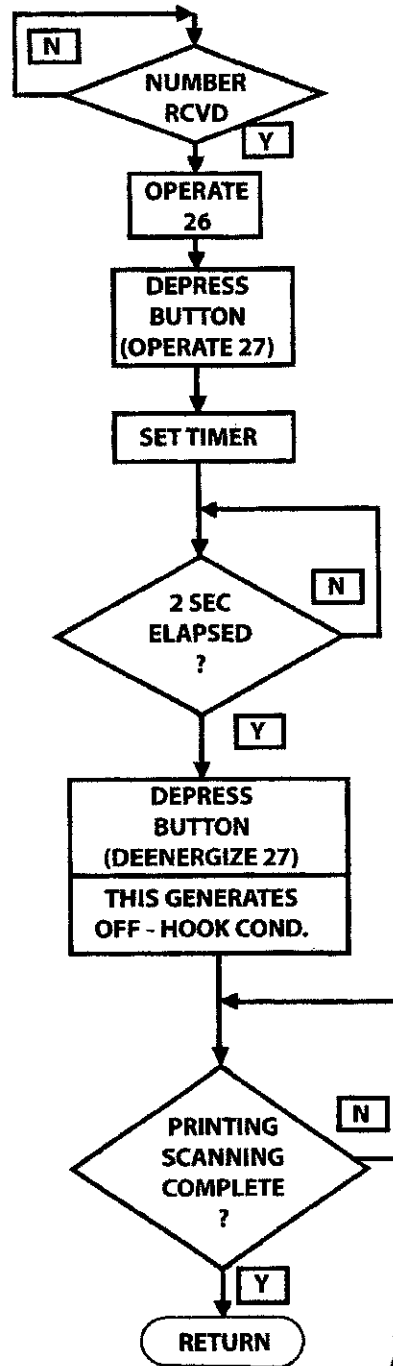 N
NUMBER
RCVD
Y
OPERATE
26
DEPRESS
BUTTON
(OPERATE 27)
SET TIMER
N
2 SEC
ELAPSED
?
Y
DEPRESS
BUTTON
(DEENERGIZE 27)
THIS GENERATES
OFF - HOOK COND.
N
PRINTING
SCANNING
COMPLETE
?
Y
RETURN